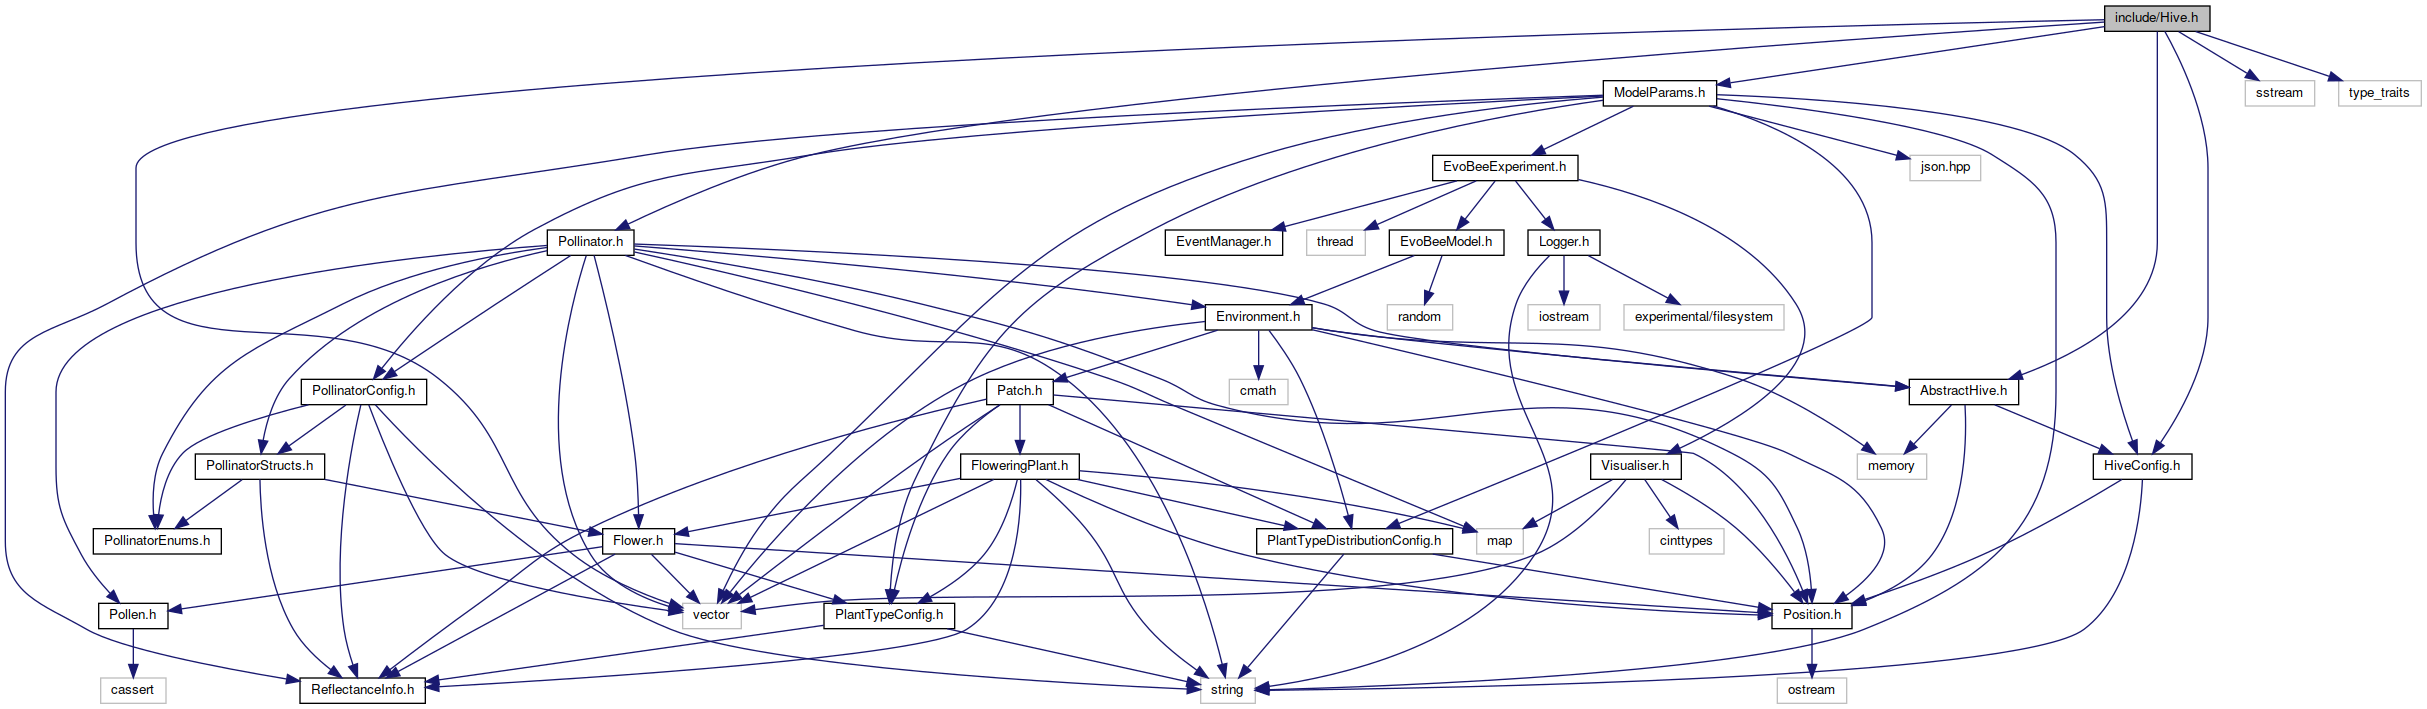 include/Hive.h
ModelParams.h
sstream
type_traits
EvoBeeExperiment.h
json.hpp
Pollinator.h
EventManager.h
thread
EvoBeeModel.h
Logger.h
Environment.h
random
iostream
experimental/filesystem
PollinatorConfig.h
Patch.h
cmath
AbstractHive.h
PollinatorStructs.h
FloweringPlant.h
Visualiser.h
memory
HiveConfig.h
PollinatorEnums.h
Flower.h
PlantTypeDistributionConfig.h
map
cinttypes
Pollen.h
vector
PlantTypeConfig.h
Position.h
cassert
ReflectanceInfo.h
string
ostream